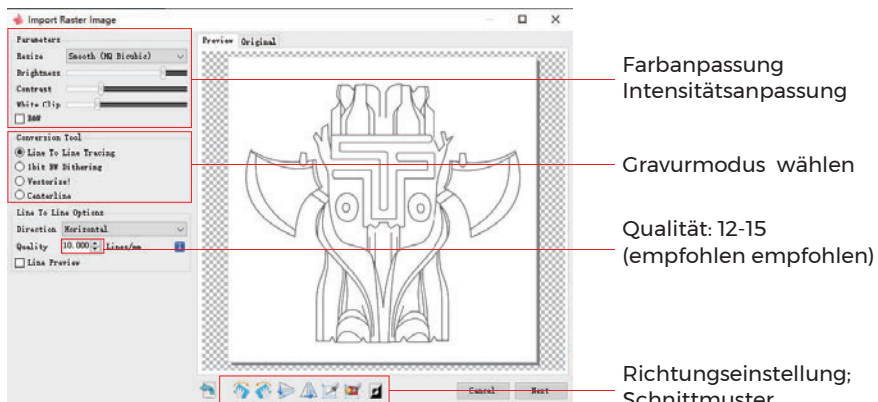 Import Raster Image
Parameters
Resize Smooth (HQ Bicubic)
Brightness
Contrast
White Clip
B&W
Conversion Tool
Line To Line Tracing
1bit BW Dithering
Vectorize!
Centerline
Line To Line Options
Direction Horizontal
Quality 10.000 Lines/mm
Line Preview
Preview Original
Cancel Next
Farbanpassung
Intensitätsanpassung
Gravurmodus wählen
Qualität: 12-15
(empfohlen empfohlen)
Richtungseinstellung;
Schnittmuster